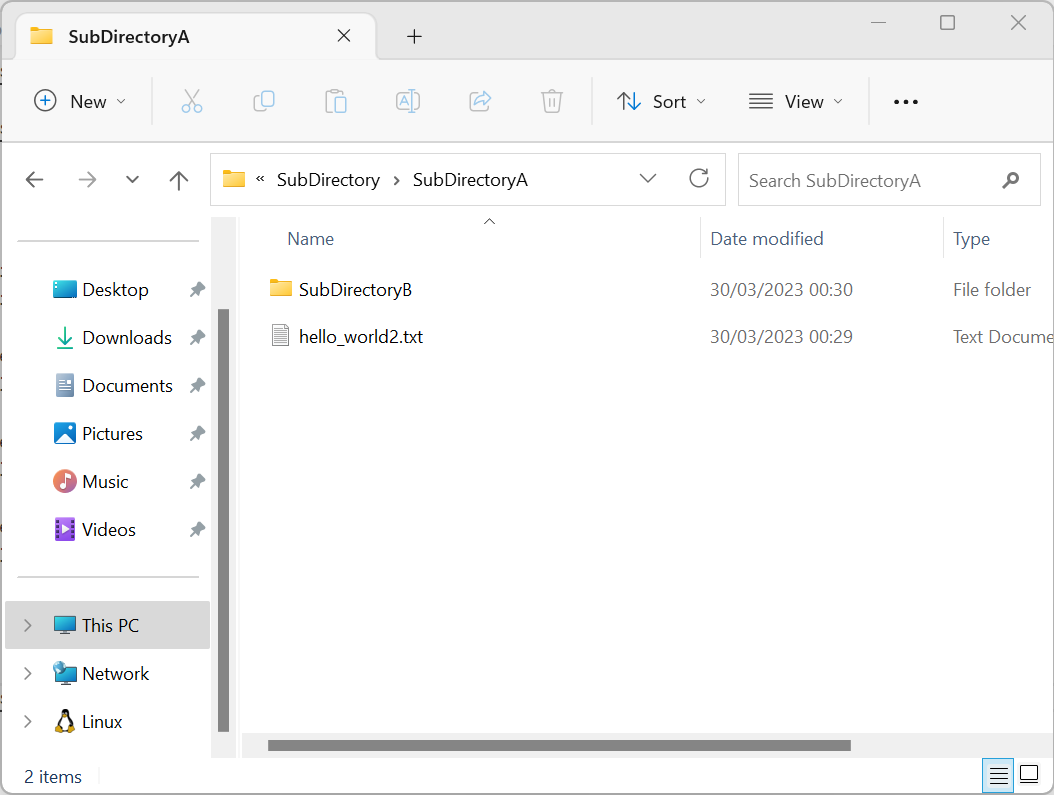 SubDirectoryA
New
Sort
View
« SubDirectory › SubDirectoryA
Search SubDirectoryA
Name Date modified Type
SubDirectoryB 30/03/2023 00:30 File folder
hello_world2.txt 30/03/2023 00:29 Text Docume
Desktop
Downloads
Documents
Pictures
Music
Videos
This PC
Network
Linux
2 items